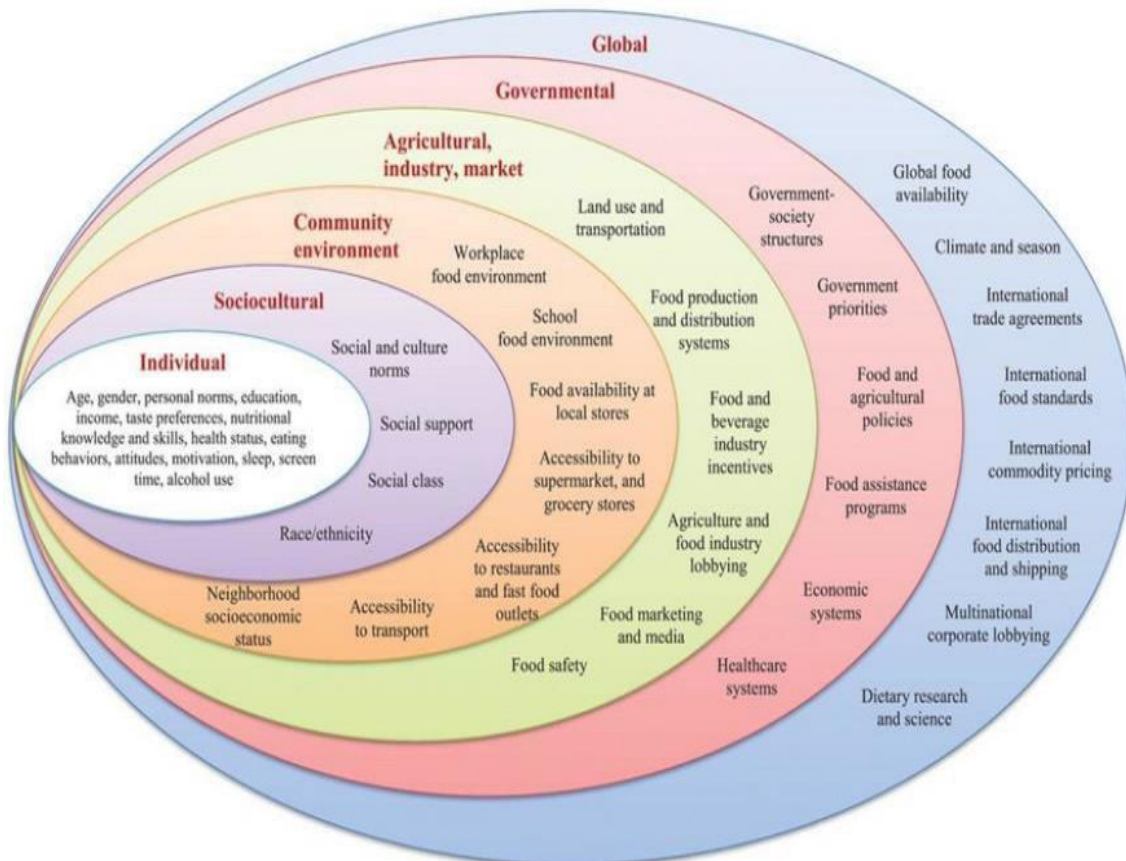 Global
Governmental
Agricultural,
industry, market
Community
environment
Sociocultural
Individual
Age, gender, personal norms, education,
income, taste preferences, nutritional
knowledge and skills, health status, eating
behaviors, attitudes, motivation, sleep, screen
time, alcohol use
Social and culture
norms
Social support
Social class
Race/ethnicity
Workplace
food environment
School
food environment
Food availability at
local stores
Accessibility to
supermarket, and
grocery stores
Accessibility
to restaurants
and fast food
outlets
Accessibility
to transport
Neighborhood
socioeconomic
status
Land use and
transportation
Food production
and distribution
systems
Food and
beverage
industry
incentives
Agriculture and
food industry
lobbying
Food marketing
and media
Food safety
Government-
society
structures
Government
priorities
Food and
agricultural
policies
Food assistance
programs
Economic
systems
Healthcare
systems
Global food
availability
Climate and season
International
trade agreements
International
food standards
International
commodity pricing
International
food distribution
and shipping
Multinational
corporate lobbying
Dietary research
and science